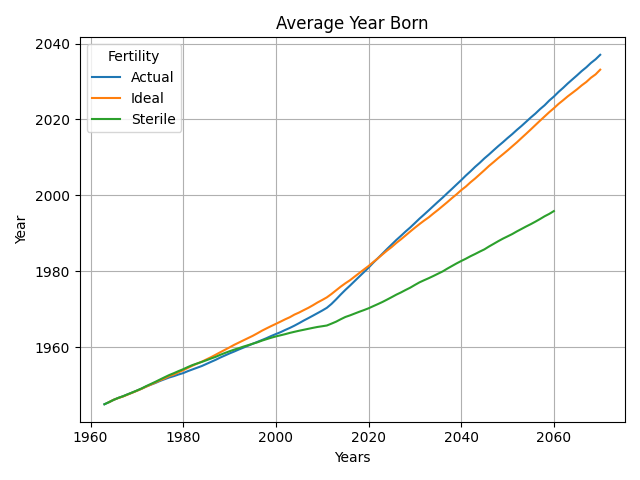 Average Year Born
Fertility
Actual
Ideal
Sterile
Year
2040
2020
2000
1980
1960
1960 1980 2000 2020 2040 2060
Years